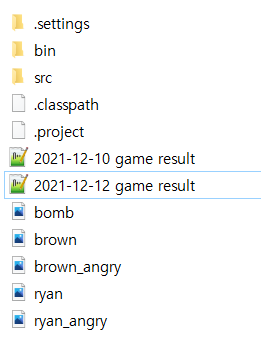 .settings
bin
src
.classpath
.project
2021-12-10 game result
2021-12-12 game result
bomb
brown
brown_angry
ryan
ryan_angry